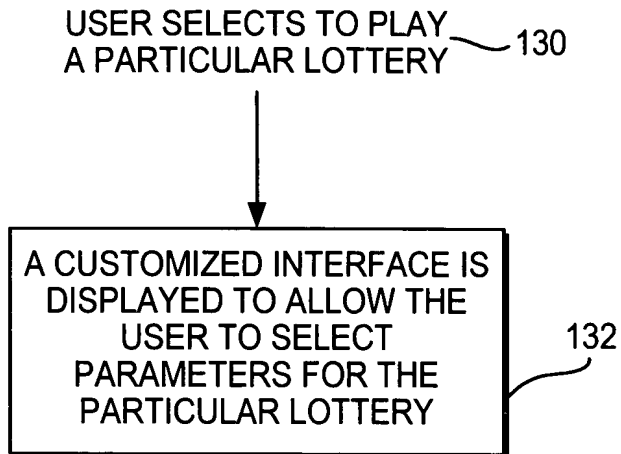 USER SELECTS TO PLAY
A PARTICULAR LOTTERY
130
A CUSTOMIZED INTERFACE IS
DISPLAYED TO ALLOW THE
USER TO SELECT
PARAMETERS FOR THE
PARTICULAR LOTTERY
132